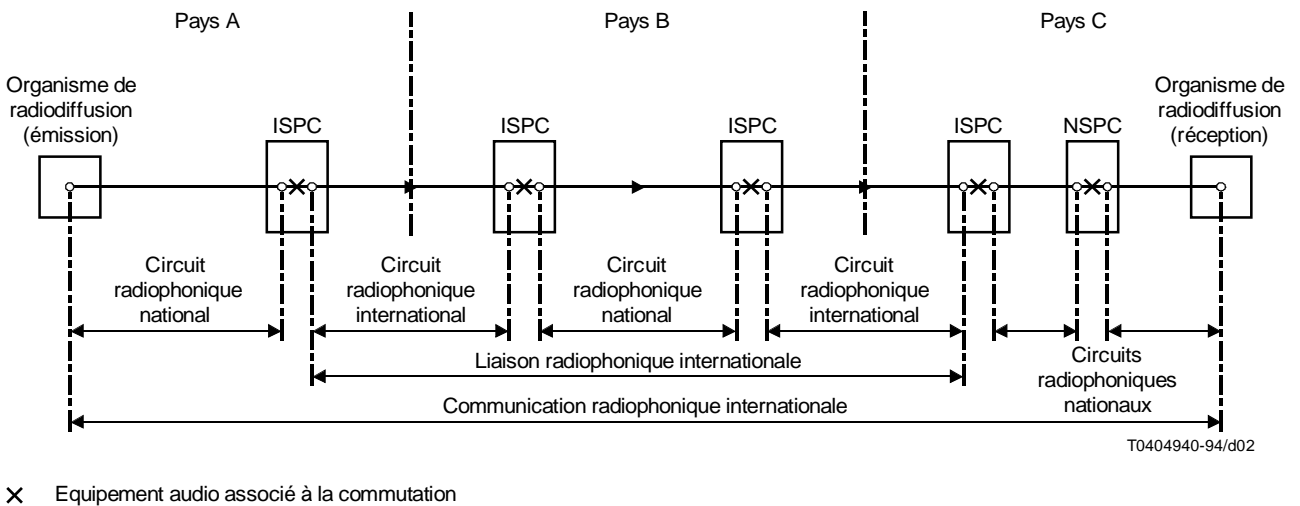 Pays A
Pays B
Pays C
Organisme de
radiodiffusion
(émission)
ISPC
ISPC
ISPC
ISPC
NSPC
Organisme de
radiodiffusion
(réception)
Circuit
radiophonique
national
Circuit
radiophonique
international
Circuit
radiophonique
national
Circuit
radiophonique
international
Circuits
radiophoniques
nationaux
Liaison radiophonique internationale
Communication radiophonique internationale
T0404940-94/d02
Equipement audio associé à la commutation